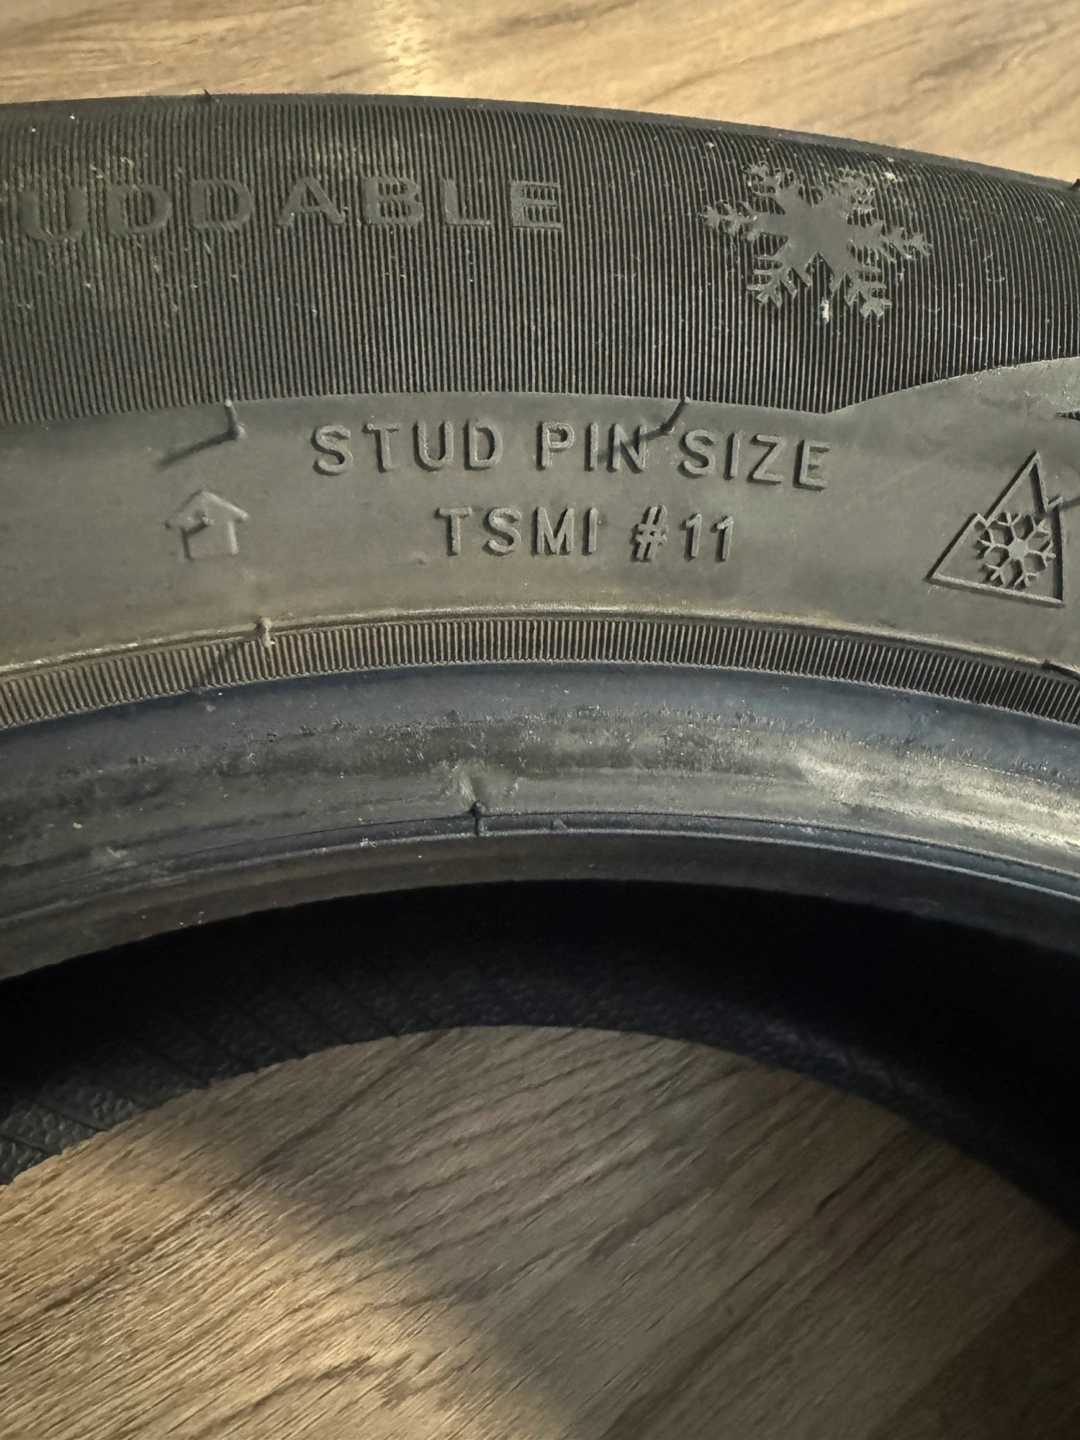 UDDABLE
STUD PIN SIZE
TSMI #11